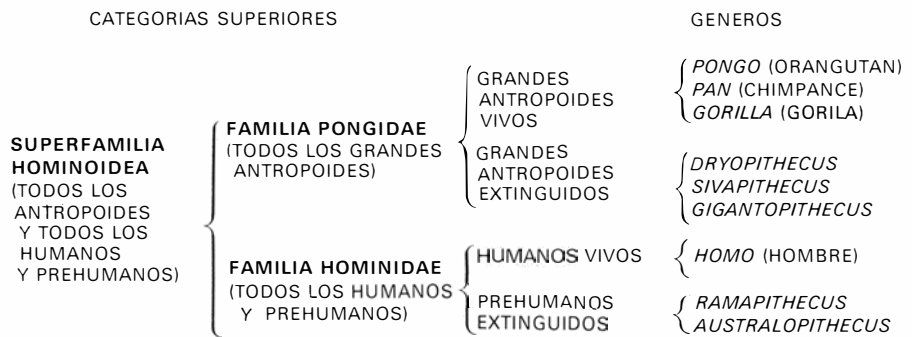 CATEGORIAS SUPERIORES
GENEROS
SUPERFAMILIA
HOMINOIDEA
(TODOS LOS
ANTROPOIDES
Y TODOS LOS
HUMANOS
Y PREHUMANOS)
FAMILIA PONGIDAE
(TODOS LOS GRANDES
ANTROPOIDES)
GRANDES
ANTROPOIDES
VIVOS
PONGO (ORANGUTAN)
PAN (CHIMPANCE)
GORILLA (GORILA)
GRANDES
ANTROPOIDES
EXTINGUIDOS
DRYOPITHECUS
SIVAPITHECUS
GIGANTOPITHECUS
FAMILIA HOMINIDAE
(TODOS LOS HUMANOS
Y PREHUMANOS)
HUMANOS VIVOS
HOMO (HOMBRE)
PREHUMANOS
EXTINGUIDOS
RAMAPITHECUS
AUSTRALOPITHECUS